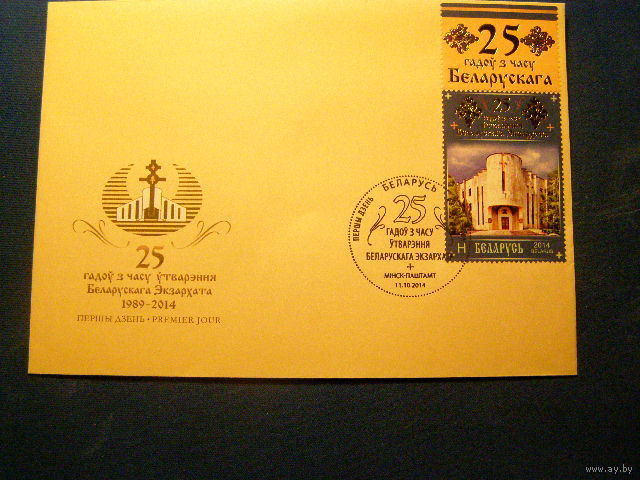 25
гадоў з часу
Беларускага
25
Н БЕЛАРУСЬ 2014
BELARUS
БЕЛАРУСЬ
ПЕРШЫ ДЗЕНЬ
25
ГАДОЎ З ЧАСУ
ЎТВАРЭННЯ
БЕЛАРУСКАГА ЭКЗАРХАТА
МІНСК-ПАШТАМТ
11.10.2014
25
гадоў з часу ўтварэння
Беларускага Экзархата
1989-2014
ПЕРШЫ ДЗЕНЬ · PREMIER JOUR
www.ay.by